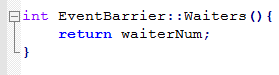 int EventBarrier::Waiters(){
    return waiterNum;
}